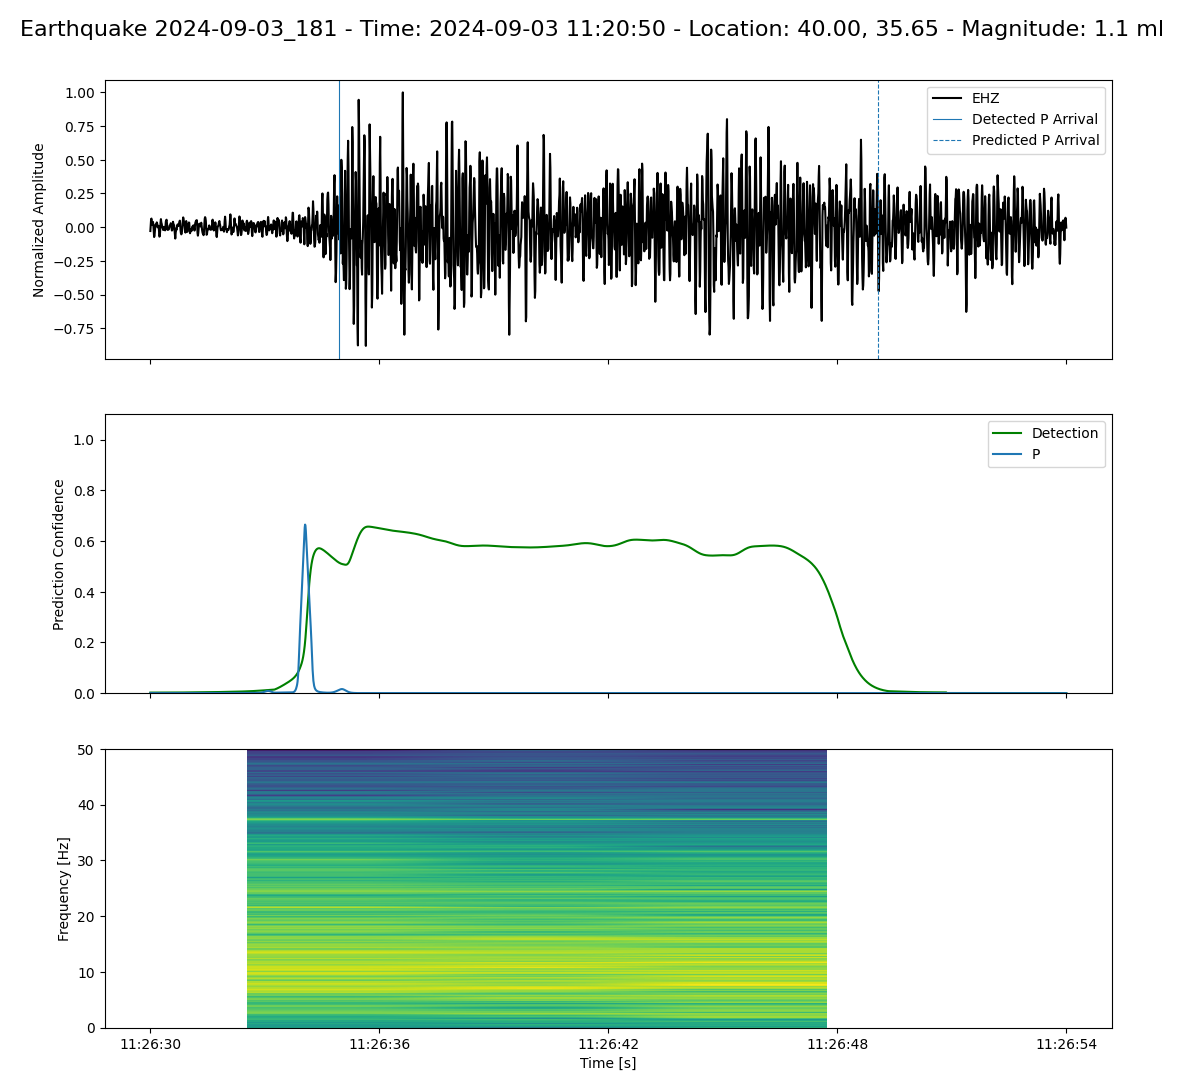 Earthquake 2024-09-03_181 - Time: 2024-09-03 11:20:50 - Location: 40.00, 35.65 - Magnitude: 1.1 ml
EHZ
Detected P Arrival
Predicted P Arrival
Normalized Amplitude
1.00
0.75
0.50
0.25
0.00
−0.25
−0.50
−0.75
Detection
P
Prediction Confidence
1.0
0.8
0.6
0.4
0.2
0.0
Frequency [Hz]
50
40
30
20
10
0
11:26:30 11:26:36 11:26:42 11:26:48 11:26:54
Time [s]